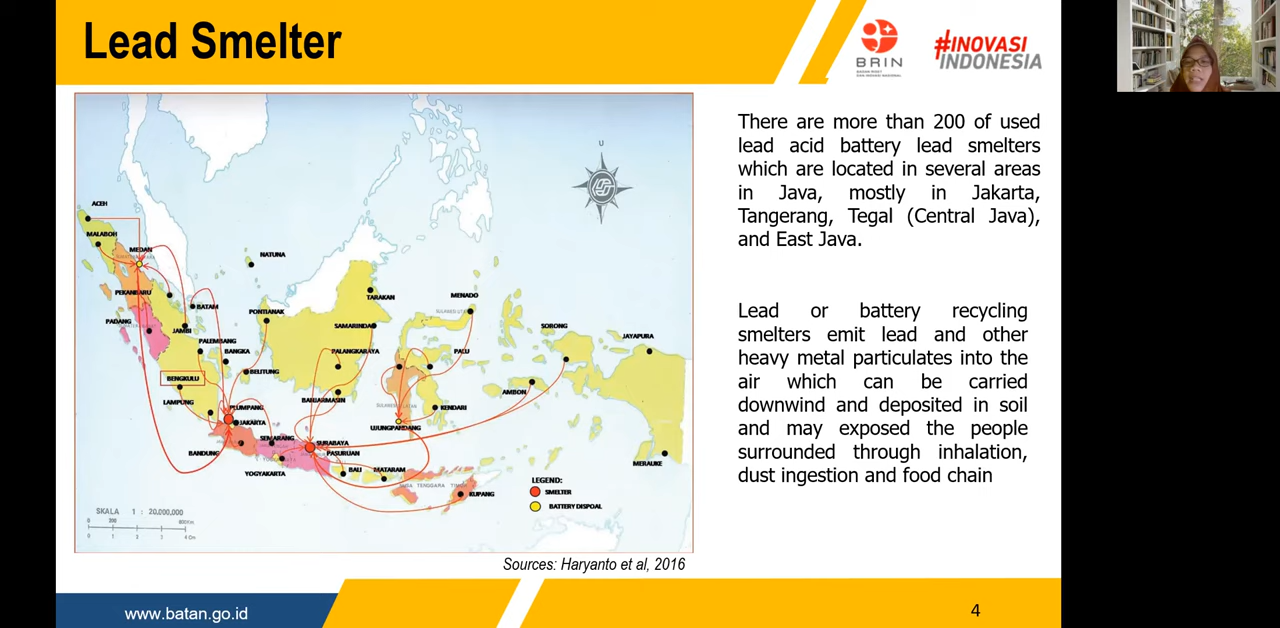 Lead Smelter
BRIN
#INOVASI
INDONESIA
There are more than 200 of used
lead acid battery lead smelters
which are located in several areas
in Java, mostly in Jakarta,
Tangerang, Tegal (Central Java),
and East Java.
Lead or battery recycling
smelters emit lead and other
heavy metal particulates into the
air which can be carried
downwind and deposited in soil
and may exposed the people
surrounded through inhalation,
dust ingestion and food chain
U
ACEH
MALABOH
MEDAN
NATUNA
PEKANBARU
BATAM
TARAKAN
MENADO
PADANG
JAMBI
PONTIANAK
SAMARINDA
SORONG
JAYAPURA
PALEMBANG
BANGKA
PALANGKARAYA
PALU
BENGKULU
BELITUNG
AMBON
LAMPUNG
BANJARMASIN
KENDARI
JAKARTA
UJUNGPANDANG
BANDUNG
SEMARANG
SURABAYA
PASURUAN
MERAUKE
YOGYAKARTA
BALI
MATARAM
NUSA TENGGARA TIMUR
KUPANG
LEGEND:
SMELTER
BATTERY DISPOAL
SKALA 1 : 20,000,000
Sources: Haryanto et al, 2016
www.batan.go.id
4